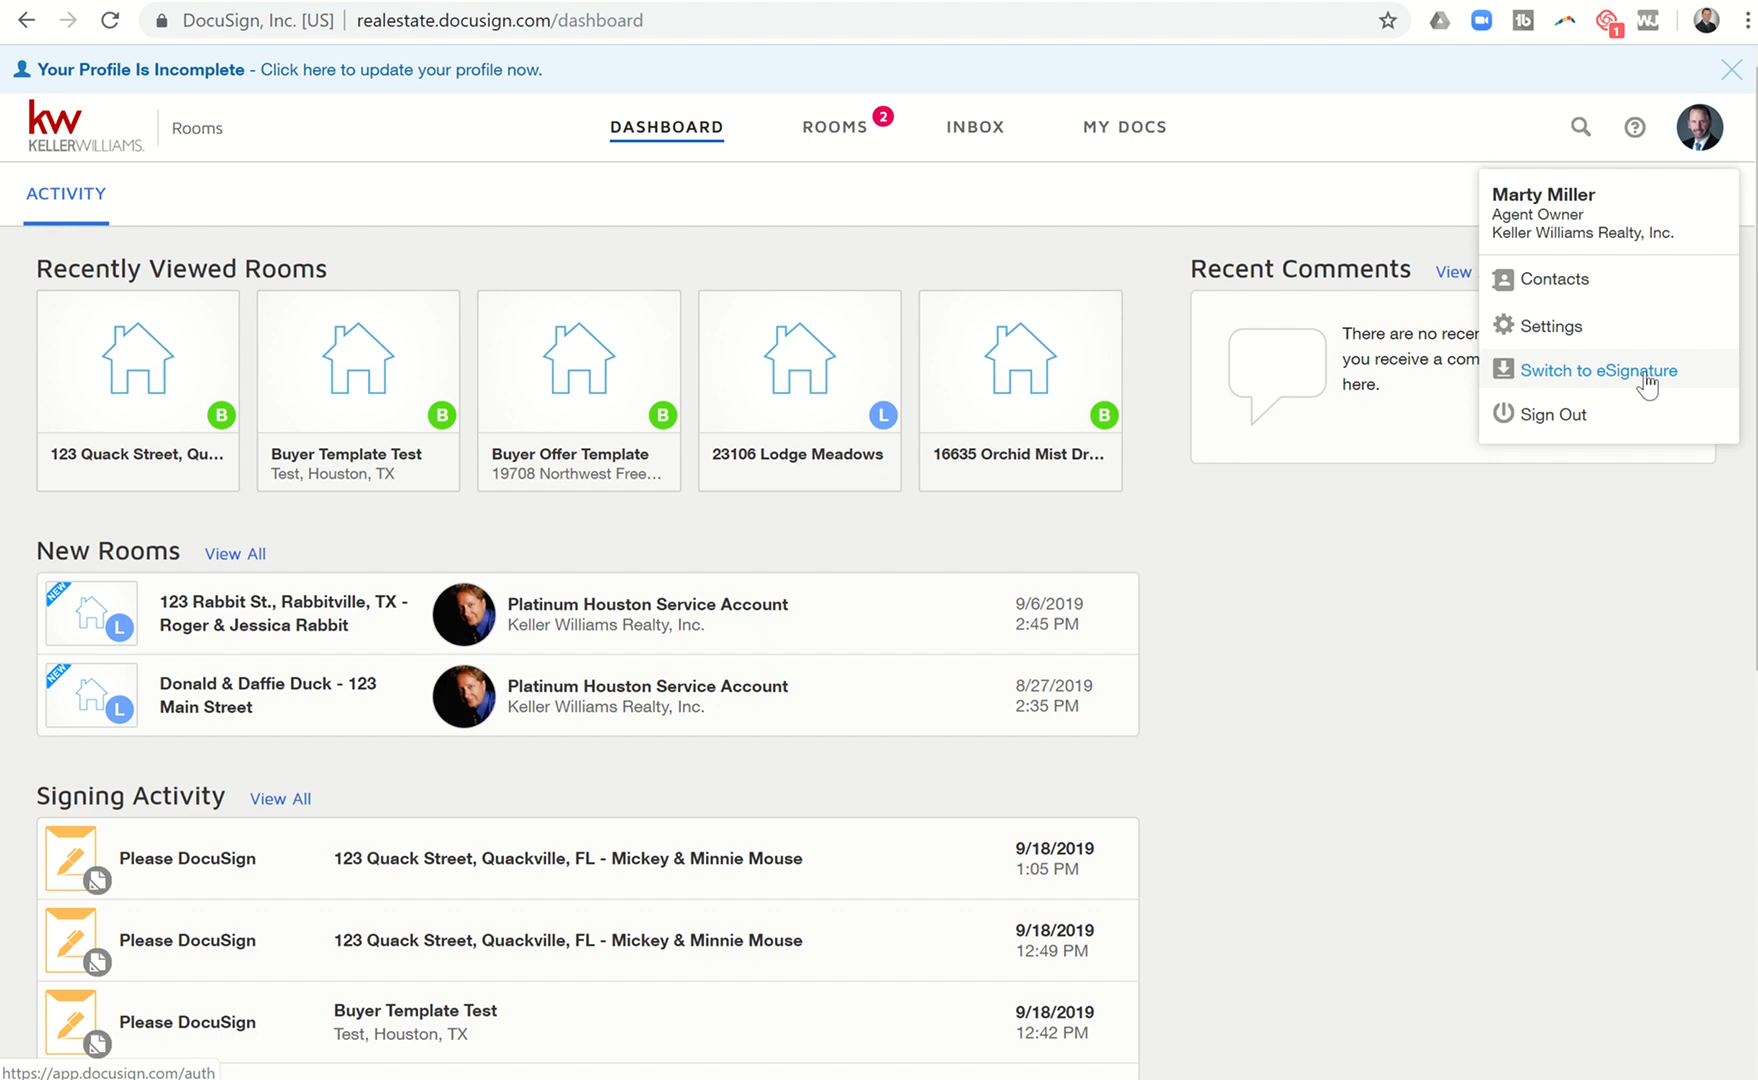 DocuSign, Inc. [US] | realestate.docusign.com/dashboard
1
Your Profile Is Incomplete - Click here to update your profile now.
kw
KELLERWILLIAMS.
Rooms
DASHBOARD
ROOMS
2
INBOX
MY DOCS
ACTIVITY
Marty Miller
Agent Owner
Keller Williams Realty, Inc.
Contacts
Settings
Switch to eSignature
Sign Out
Recently Viewed Rooms
B
123 Quack Street, Qu...
B
Buyer Template Test
Test, Houston, TX
B
Buyer Offer Template
19708 Northwest Free...
L
23106 Lodge Meadows
B
16635 Orchid Mist Dr...
Recent Comments View
There are no recen
you receive a com
here.
New Rooms View All
NEW
L
123 Rabbit St., Rabbitville, TX -
Roger & Jessica Rabbit
Platinum Houston Service Account
Keller Williams Realty, Inc.
9/6/2019
2:45 PM
NEW
L
Donald & Daffie Duck - 123
Main Street
Platinum Houston Service Account
Keller Williams Realty, Inc.
8/27/2019
2:35 PM
Signing Activity View All
Please DocuSign
123 Quack Street, Quackville, FL - Mickey & Minnie Mouse
9/18/2019
1:05 PM
Please DocuSign
123 Quack Street, Quackville, FL - Mickey & Minnie Mouse
9/18/2019
12:49 PM
Please DocuSign
Buyer Template Test
Test, Houston, TX
9/18/2019
12:42 PM
https://app.docusign.com/auth